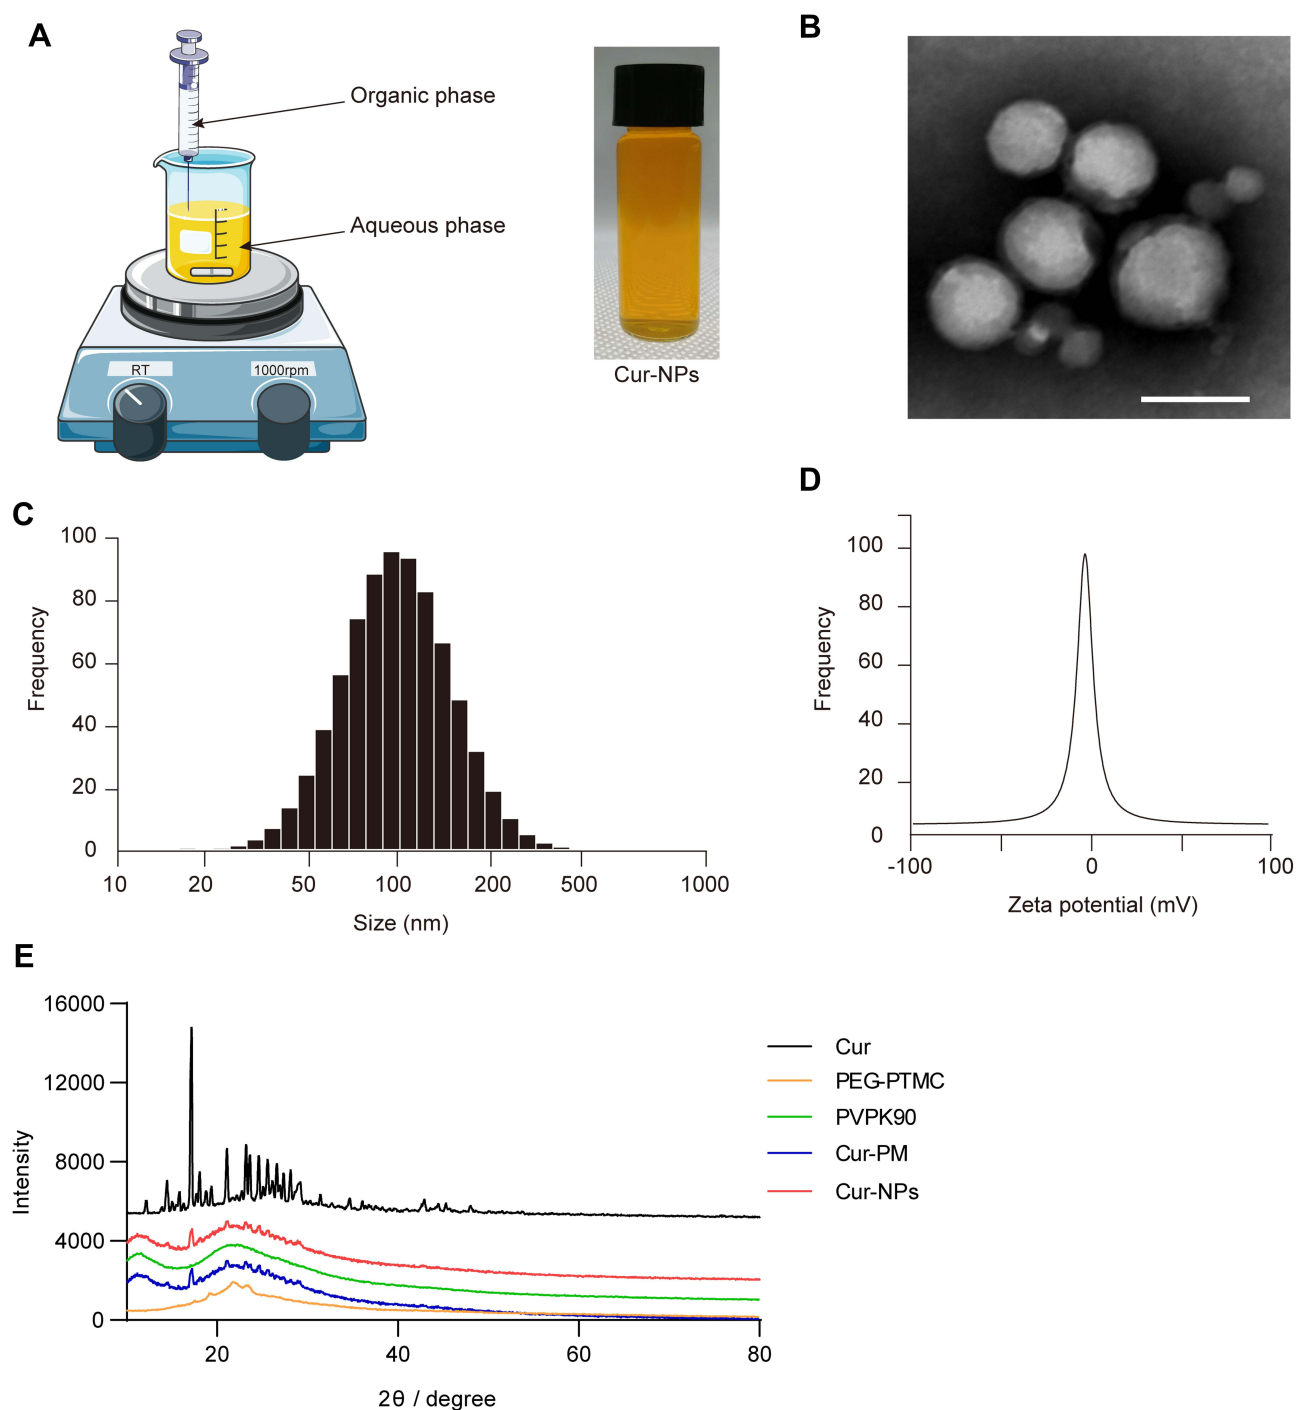 A
Organic phase
Aqueous phase
RT
1000rpm
Cur-NPs
B
C
100
80
60
40
20
0
Frequency
10 20 50 100 200 500 1000
Size (nm)
D
100
80
60
40
20
0
Frequency
-100 0 100
Zeta potential (mV)
E
16000
12000
8000
4000
0
Intensity
20 40 60 80
2θ / degree
Cur
PEG-PTMC
PVPK90
Cur-PM
Cur-NPs